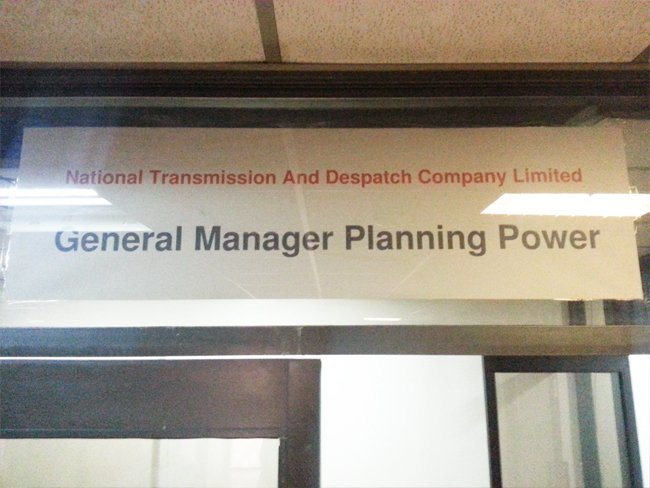 National Transmission And Despatch Company Limited
General Manager Planning Power